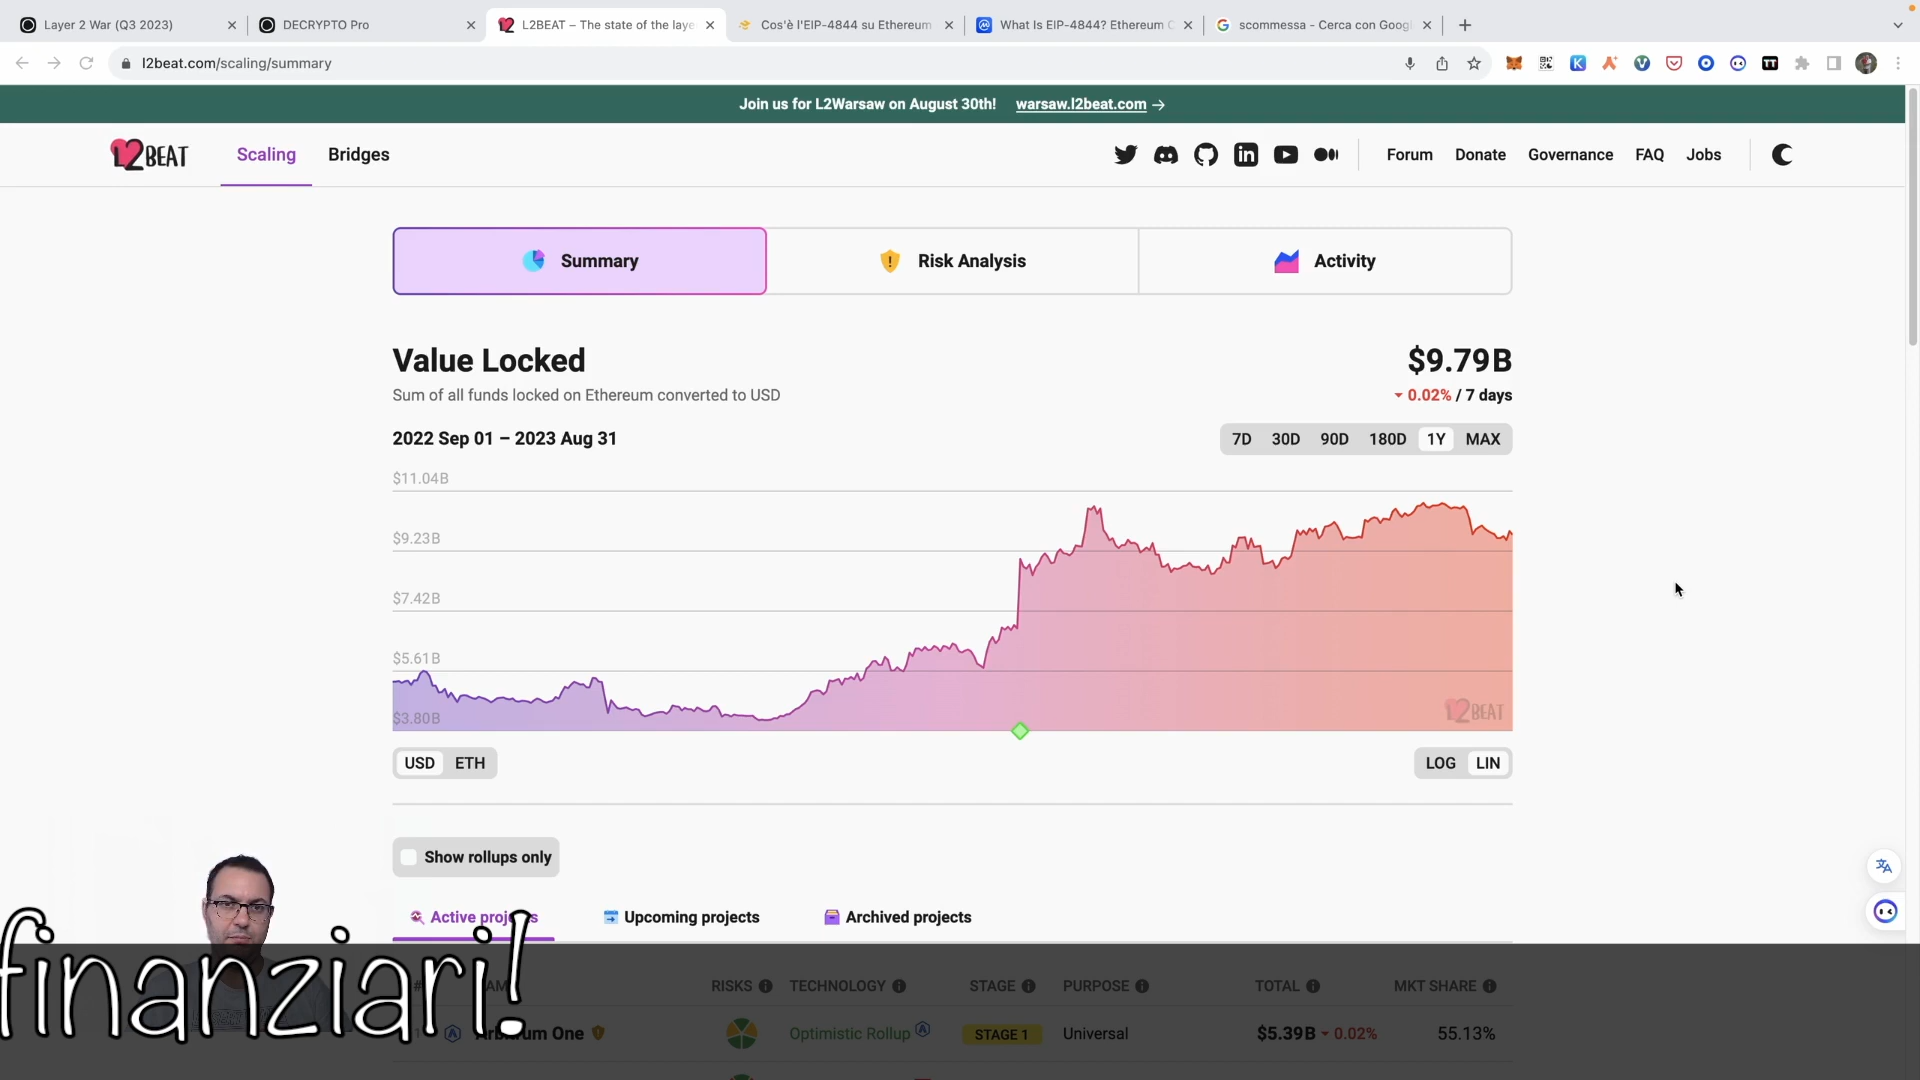 Layer 2 War (Q3 2023)
DECRYPTO Pro
L2BEAT – The state of the laye
Cos'è l'EIP-4844 su Ethereum
What Is EIP-4844? Ethereum C
scommessa - Cerca con Googl
l2beat.com/scaling/summary
Join us for L2Warsaw on August 30th! warsaw.l2beat.com →
L2BEAT
Scaling
Bridges
Forum
Donate
Governance
FAQ
Jobs
Summary
Risk Analysis
Activity
Value Locked
$9.79B
Sum of all funds locked on Ethereum converted to USD
0.02% / 7 days
2022 Sep 01 – 2023 Aug 31
7D 30D 90D 180D 1Y MAX
$11.04B
$9.23B
$7.42B
$5.61B
$3.80B
L2BEAT
USD ETH
LOG LIN
Show rollups only
Active projects
Upcoming projects
Archived projects
finanziari!
# RISKS TECHNOLOGY STAGE PURPOSE TOTAL MKT SHARE
1 Arbitrum One Optimistic Rollup STAGE 1 Universal $5.39B 0.02% 55.13%